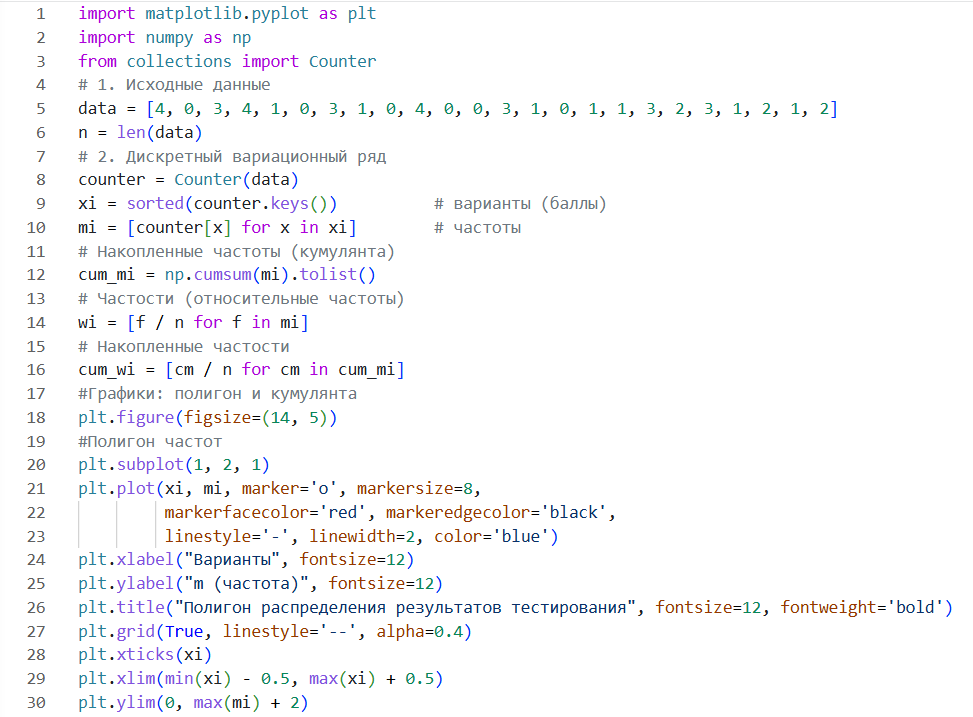 1 import matplotlib.pyplot as plt
2 import numpy as np
3 from collections import Counter
4 # 1. Исходные данные
5 data = [4, 0, 3, 4, 1, 0, 3, 1, 0, 4, 0, 0, 3, 1, 0, 1, 1, 3, 2, 3, 1, 2, 1, 2]
6 n = len(data)
7 # 2. Дискретный вариационный ряд
8 counter = Counter(data)
9 xi = sorted(counter.keys())          # варианты (баллы)
10 mi = [counter[x] for x in xi]        # частоты
11 # Накопленные частоты (кумулянта)
12 cum_mi = np.cumsum(mi).tolist()
13 # Частости (относительные частоты)
14 wi = [f / n for f in mi]
15 # Накопленные частости
16 cum_wi = [cm / n for cm in cum_mi]
17 #Графики: полигон и кумулянта
18 plt.figure(figsize=(14, 5))
19 #Полигон частот
20 plt.subplot(1, 2, 1)
21 plt.plot(xi, mi, marker='o', markersize=8,
22          markerfacecolor='red', markeredgecolor='black',
23          linestyle='-', linewidth=2, color='blue')
24 plt.xlabel("Варианты", fontsize=12)
25 plt.ylabel("m (частота)", fontsize=12)
26 plt.title("Полигон распределения результатов тестирования", fontsize=12, fontweight='bold')
27 plt.grid(True, linestyle='--', alpha=0.4)
28 plt.xticks(xi)
29 plt.xlim(min(xi) - 0.5, max(xi) + 0.5)
30 plt.ylim(0, max(mi) + 2)